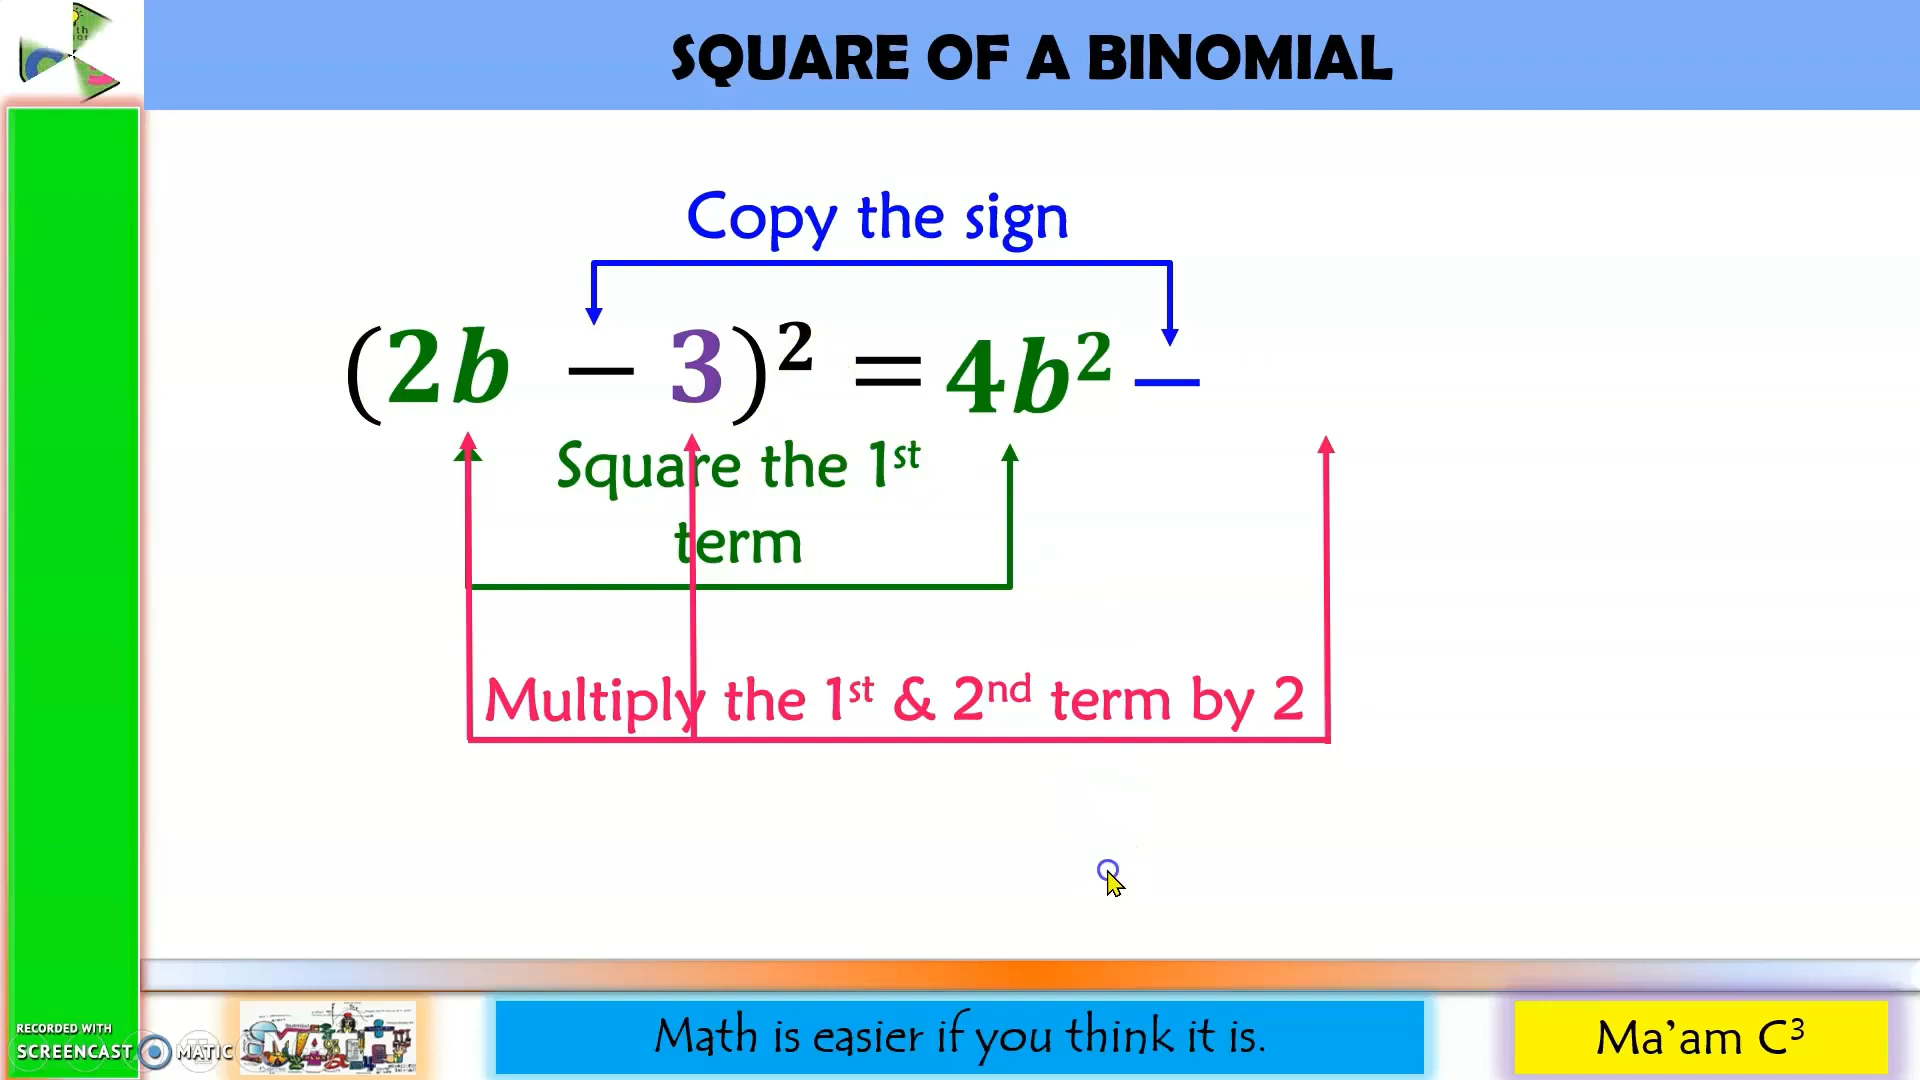 SQUARE OF A BINOMIAL
Copy the sign
(2b − 3)² = 4b² −
Square the 1st
term
Multiply the 1st & 2nd term by 2
RECORDED WITH
SCREENCAST MATIC
MATH
Math is easier if you think it is.
Ma’am C³